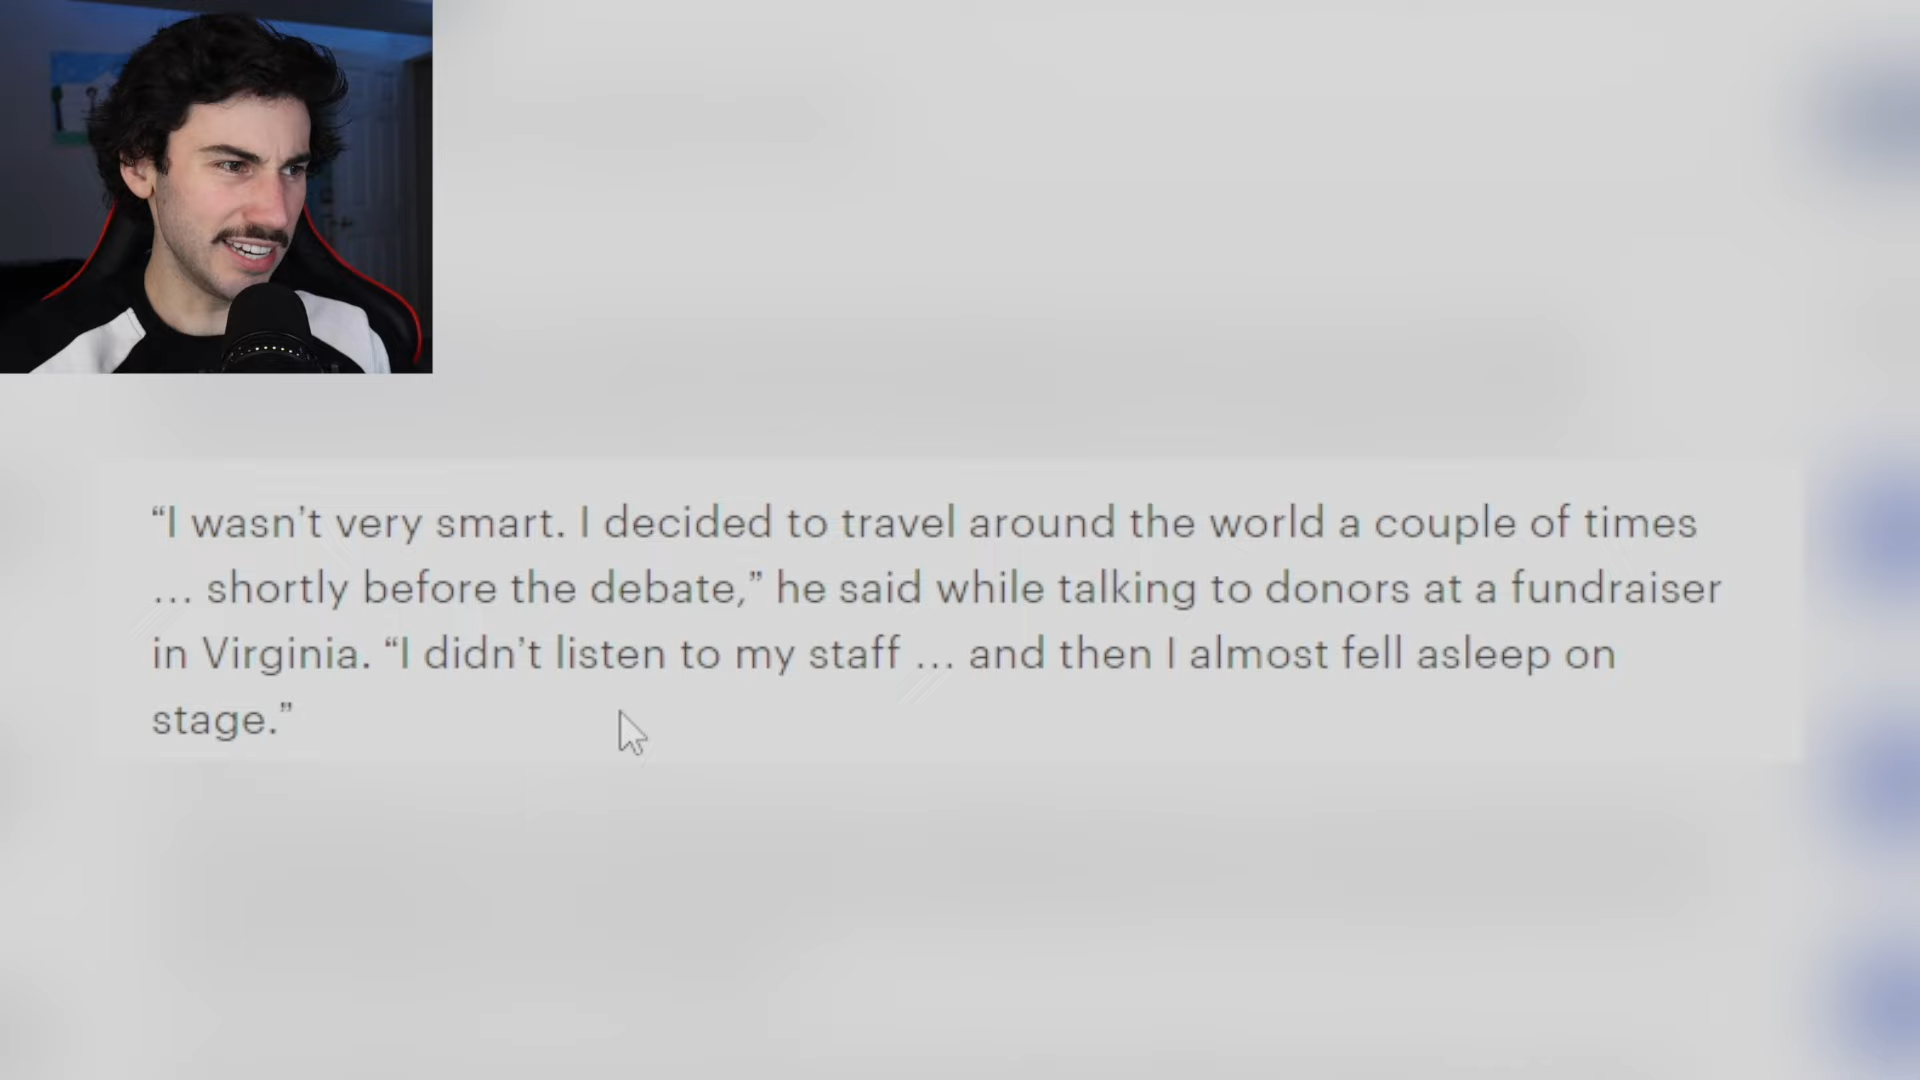 “I wasn’t very smart. I decided to travel around the world a couple of times
... shortly before the debate,” he said while talking to donors at a fundraiser
in Virginia. “I didn’t listen to my staff ... and then I almost fell asleep on
stage.”